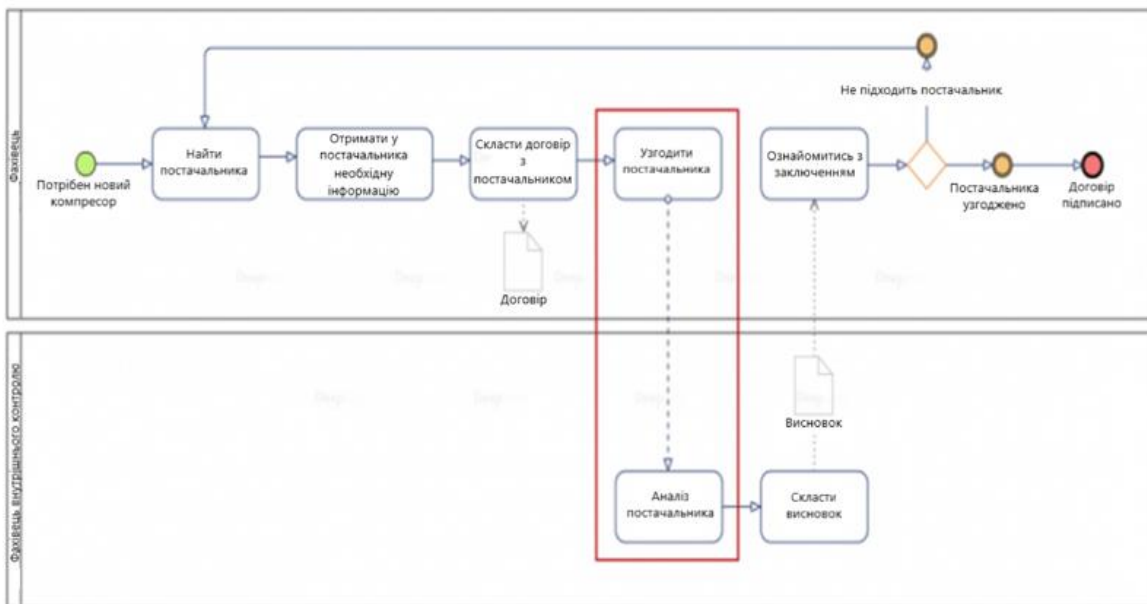 Фахівець
Не підходить постачальник
Потрібен новий
компресор
Найти
постачальника
Отримати у
постачальника
необхідну
інформацію
Скласти договір
з
постачальником
Узгодити
постачальника
Ознайомитись з
заключенням
Постачальника
узгоджено
Договір
підписано
Договір
Фахівець внутрішнього контролю
Висновок
Аналіз
постачальника
Скласти
висновок